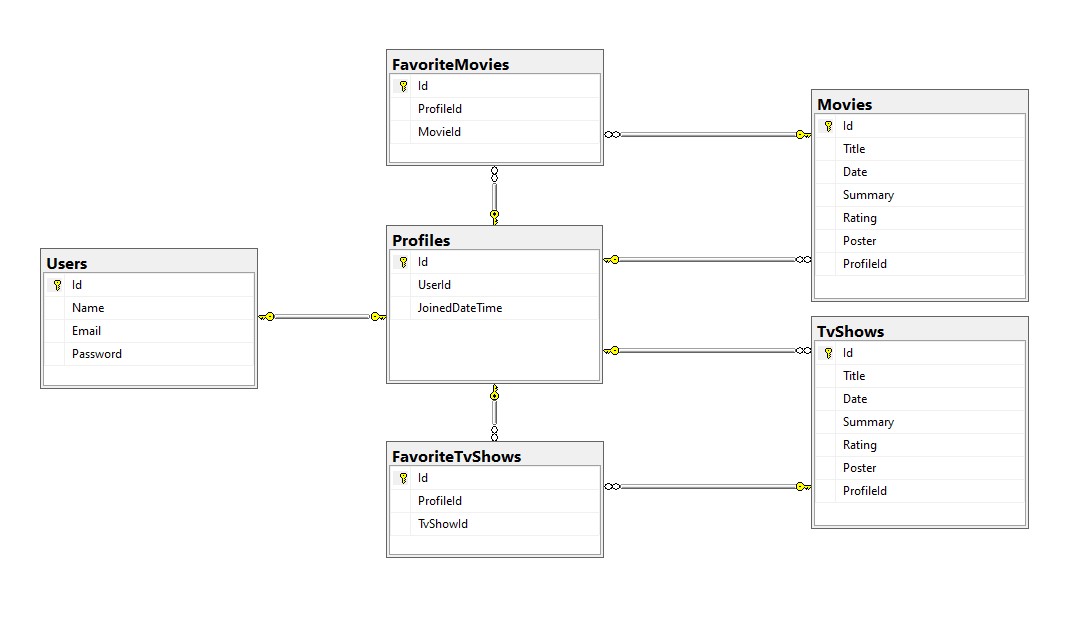 FavoriteMovies
Id
ProfileId
MovieId
Movies
Id
Title
Date
Summary
Rating
Poster
ProfileId
Users
Id
Name
Email
Password
Profiles
Id
UserId
JoinedDateTime
TvShows
Id
Title
Date
Summary
Rating
Poster
ProfileId
FavoriteTvShows
Id
ProfileId
TvShowId